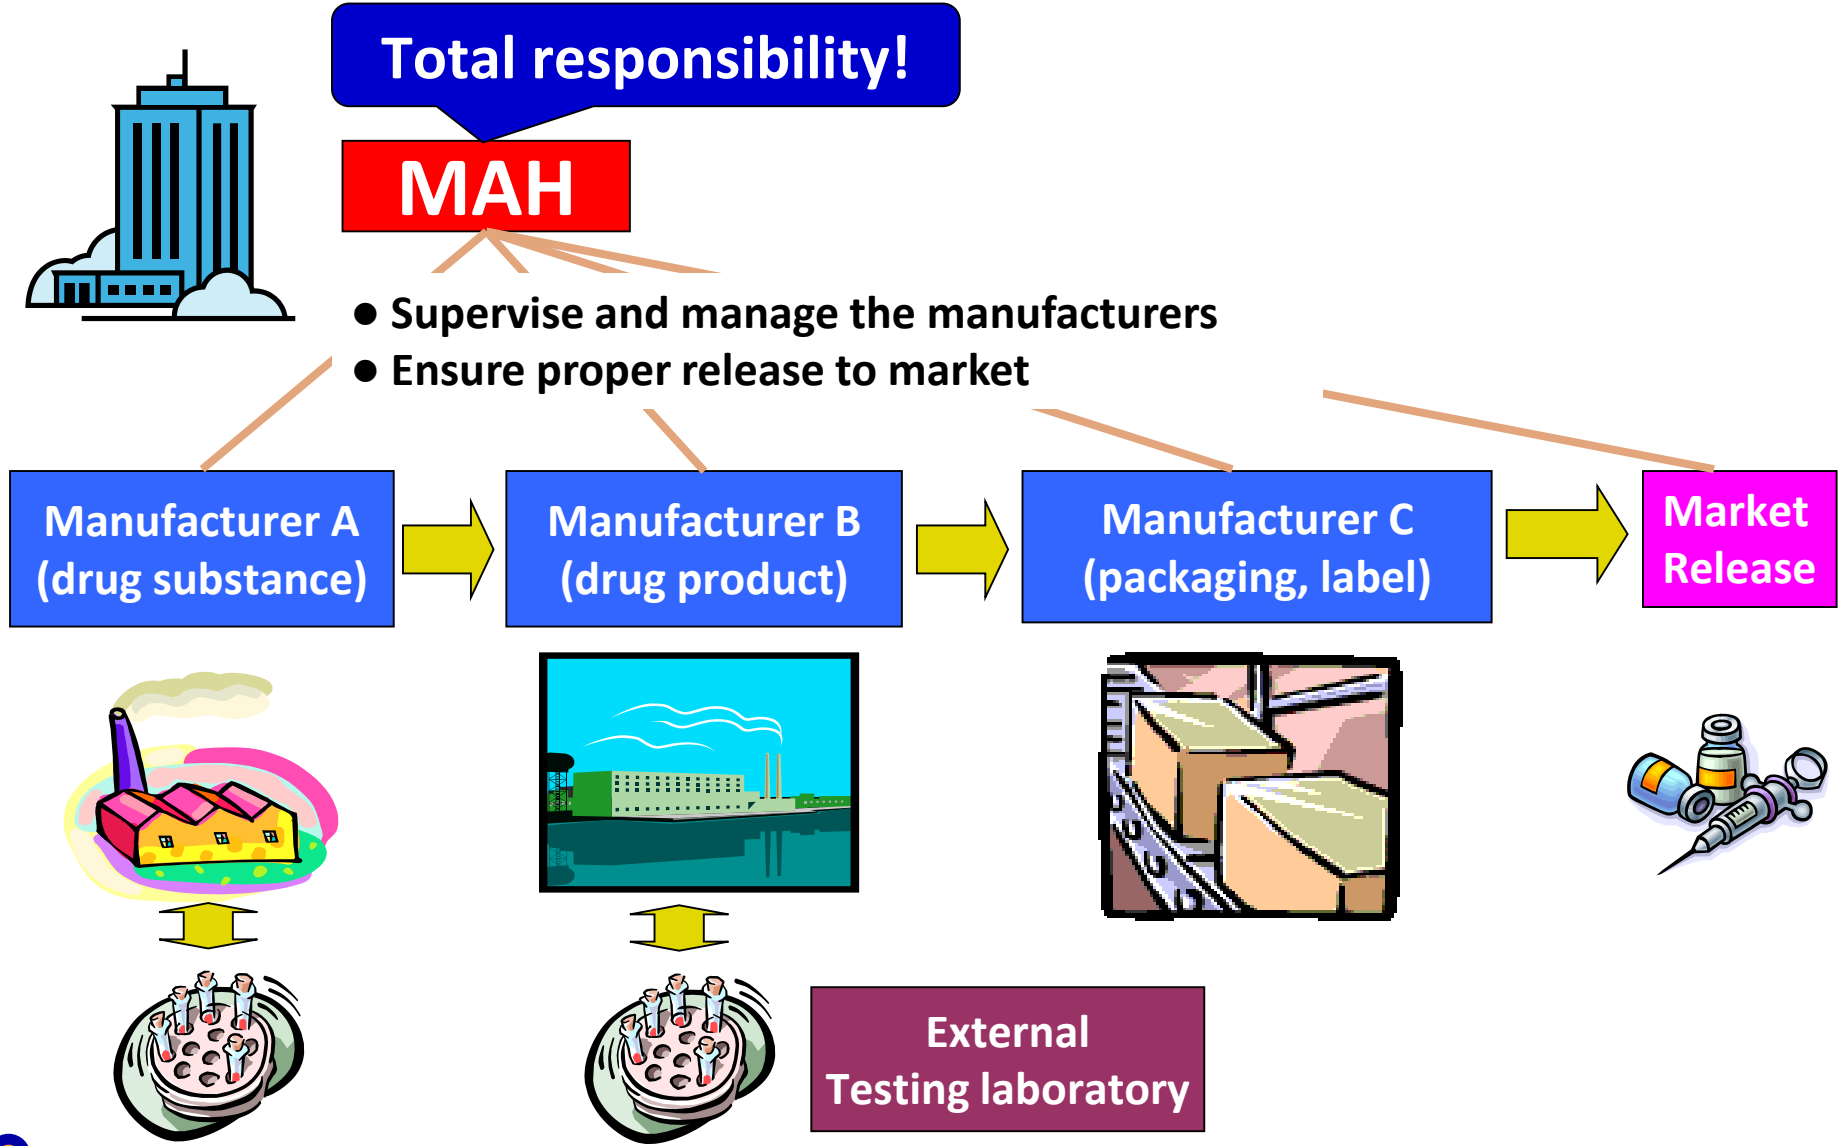 Total responsibility!
MAH
● Supervise and manage the manufacturers
● Ensure proper release to market
Manufacturer A
(drug substance)
Manufacturer B
(drug product)
Manufacturer C
(packaging, label)
Market
Release
External
Testing laboratory